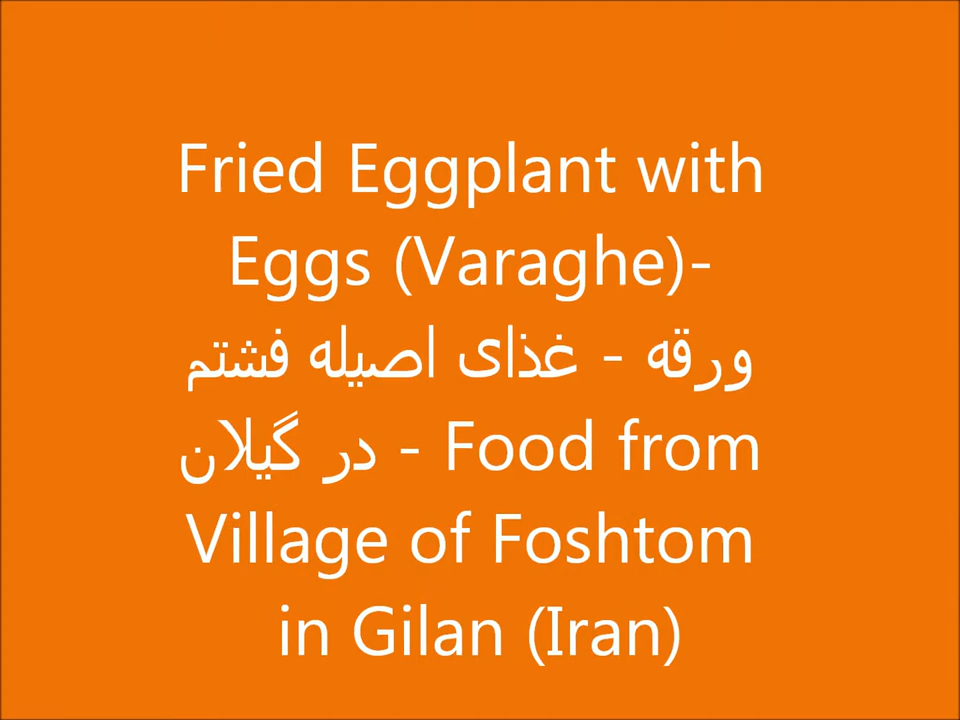 Fried Eggplant with
Eggs (Varaghe)-
ورقه - غذای اصیله فشتم
در گیلان - Food from
Village of Foshtom
in Gilan (Iran)